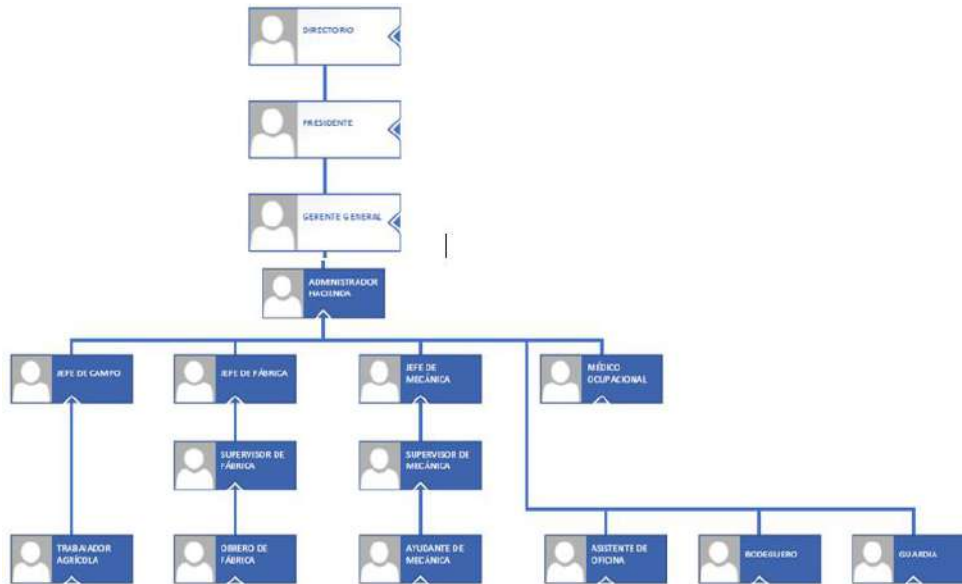 DIRECTORIO
PRESIDENTE
GERENTE GENERAL
ADMINISTRADOR
HACIENDA
JEFE DE CAMPO
JEFE DE FÁBRICA
JEFE DE
MECÁNICA
MÉDICO
OCUPACIONAL
SUPERVISOR DE
FÁBRICA
SUPERVISOR DE
MECÁNICA
TRABAJADOR
AGRÍCOLA
OBRERO DE
FÁBRICA
AYUDANTE DE
MECÁNICA
ASISTENTE DE
OFICINA
BODEGUERO
GUARDIA